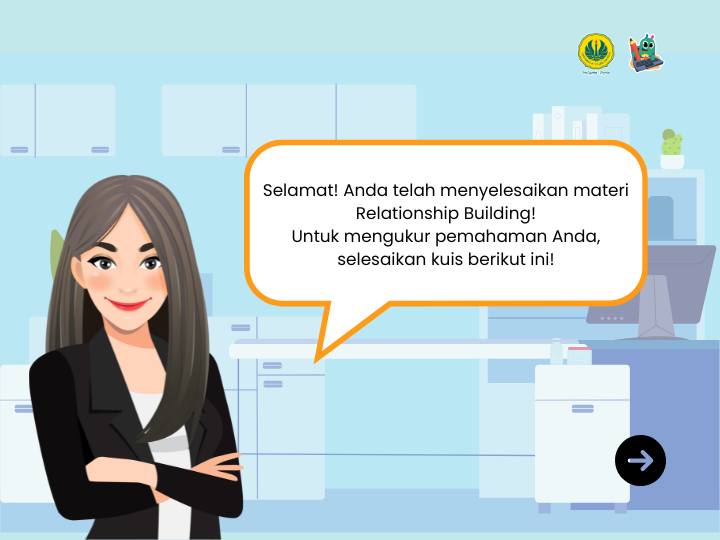 Selamat! Anda telah menyelesaikan materi
Relationship Building!
Untuk mengukur pemahaman Anda,
selesaikan kuis berikut ini!